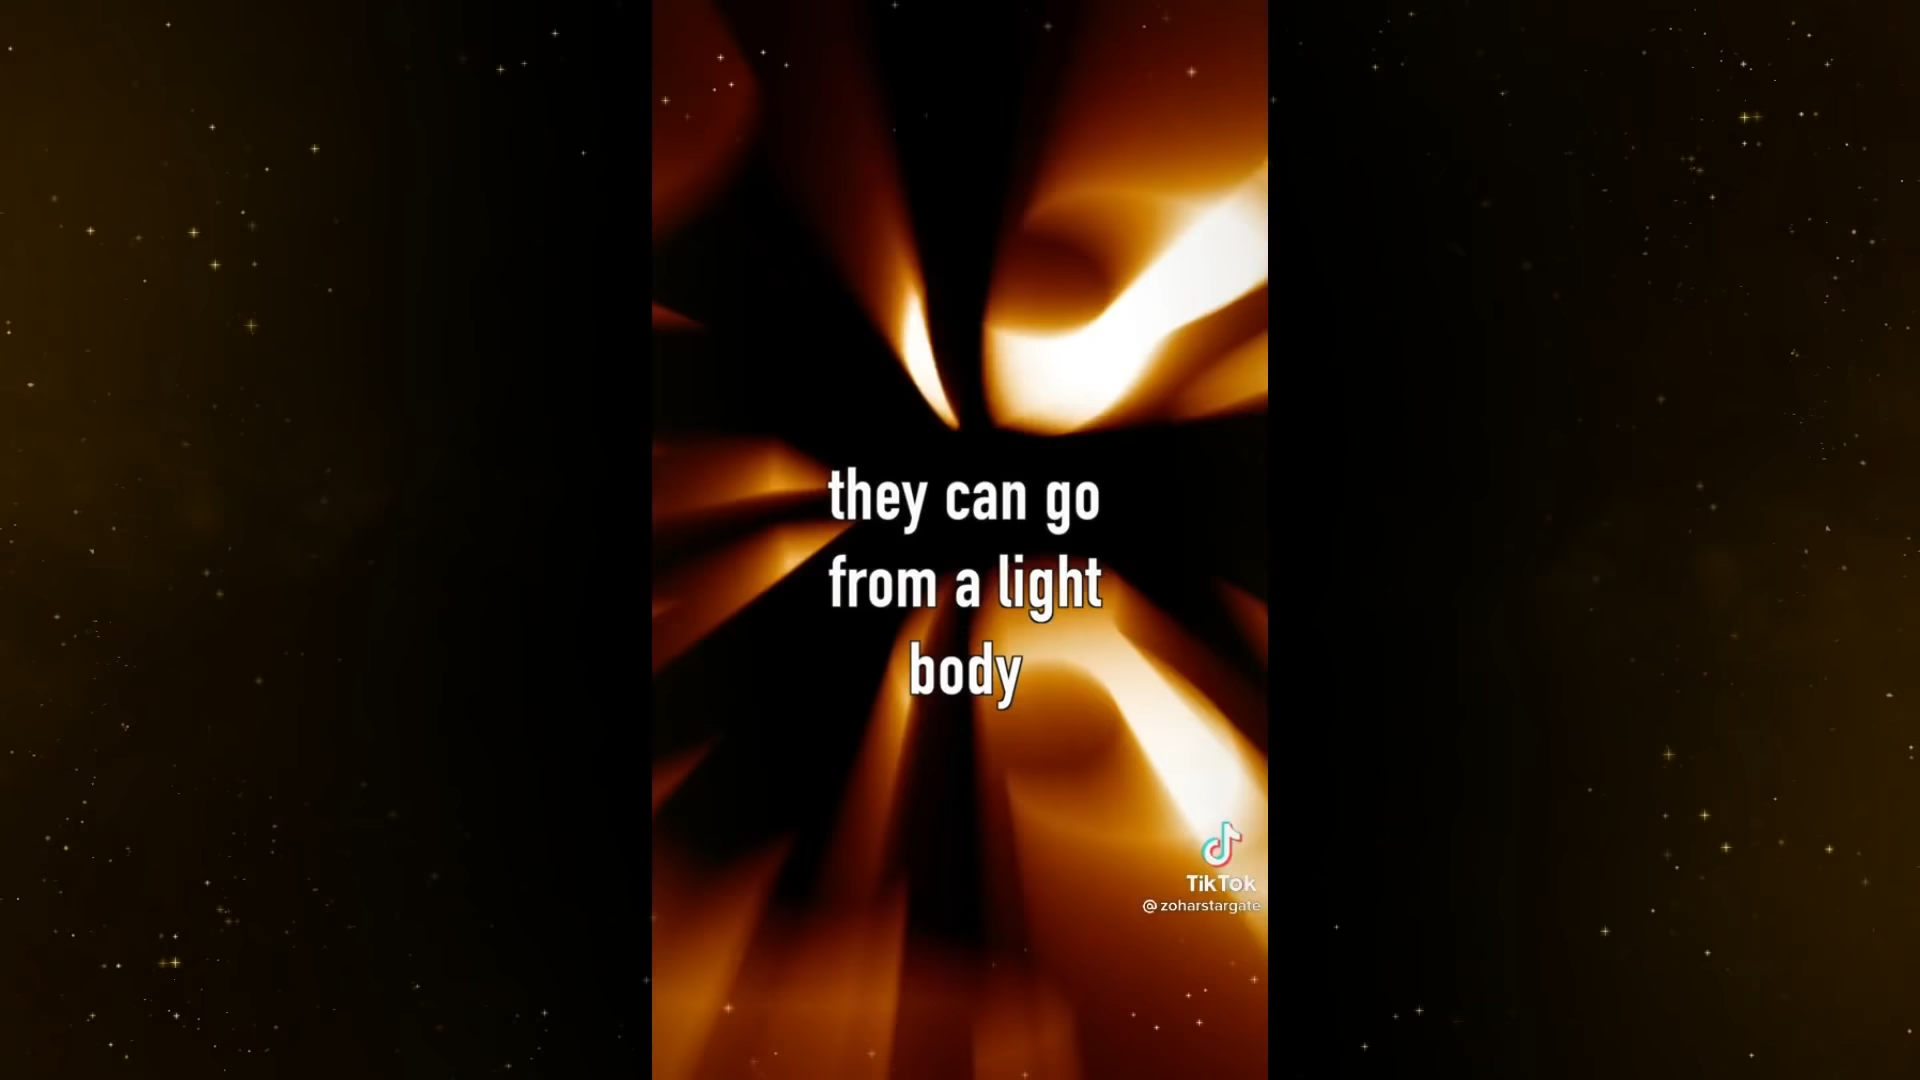 they can go
from a light
body
TikTok
@zoharstargate